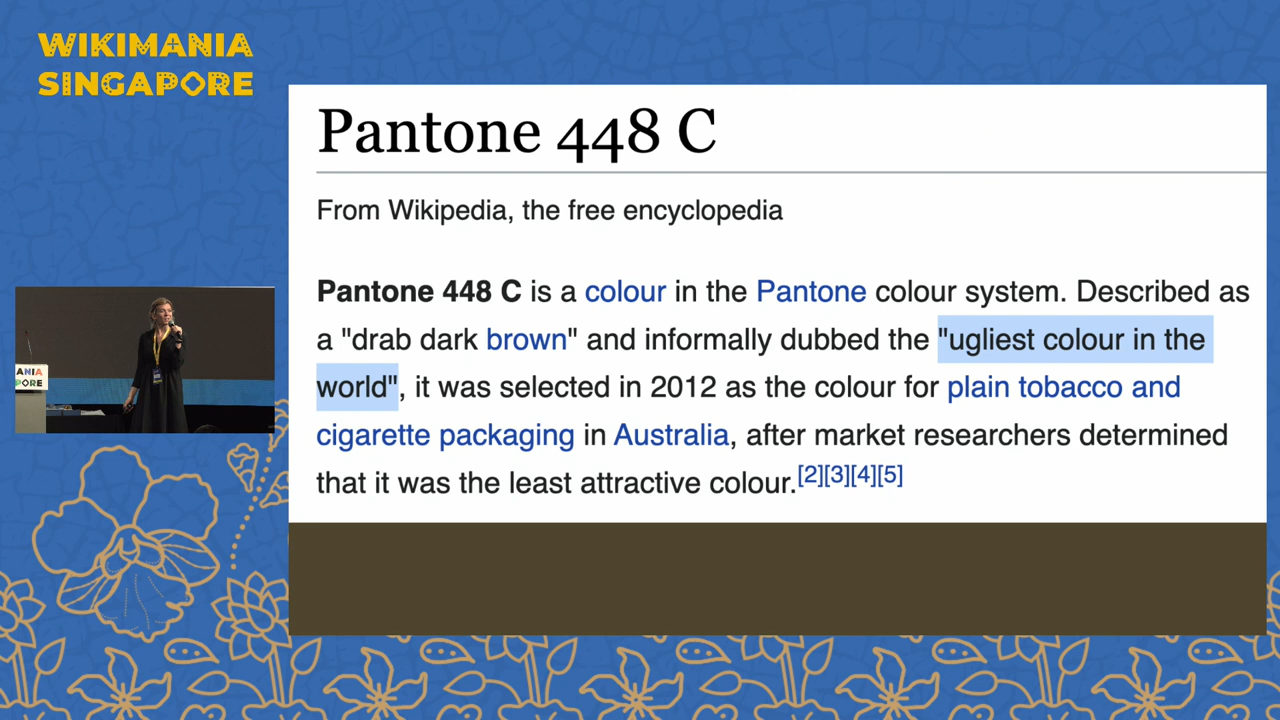 WIKIMANIA
SINGAPORE
Pantone 448 C
From Wikipedia, the free encyclopedia
Pantone 448 C is a colour in the Pantone colour system. Described as
a "drab dark brown" and informally dubbed the "ugliest colour in the
world", it was selected in 2012 as the colour for plain tobacco and
cigarette packaging in Australia, after market researchers determined
that it was the least attractive colour.[2][3][4][5]
ANIA
PORE